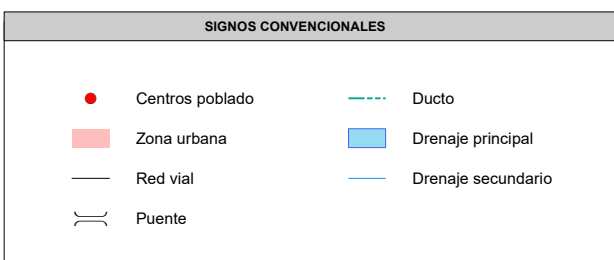 SIGNOS CONVENCIONALES
Centros poblado
Ducto
Zona urbana
Drenaje principal
Red vial
Drenaje secundario
Puente